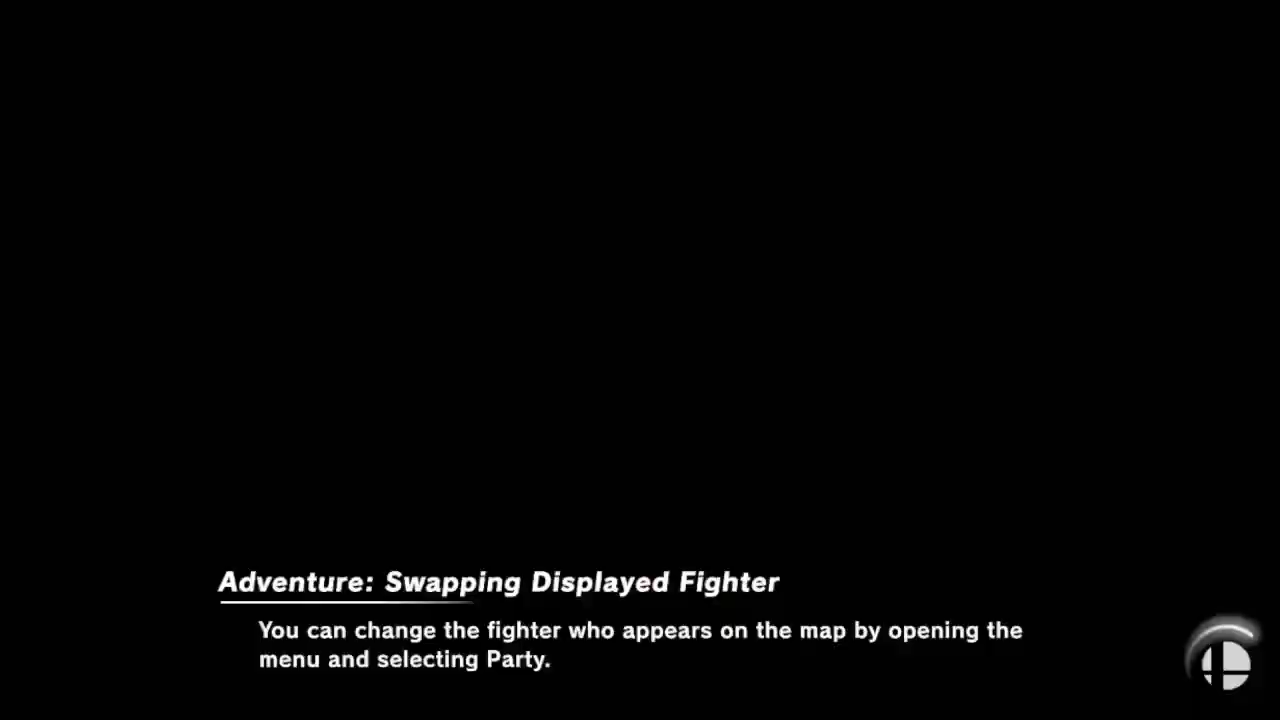 Adventure: Swapping Displayed Fighter
You can change the fighter who appears on the map by opening the
menu and selecting Party.